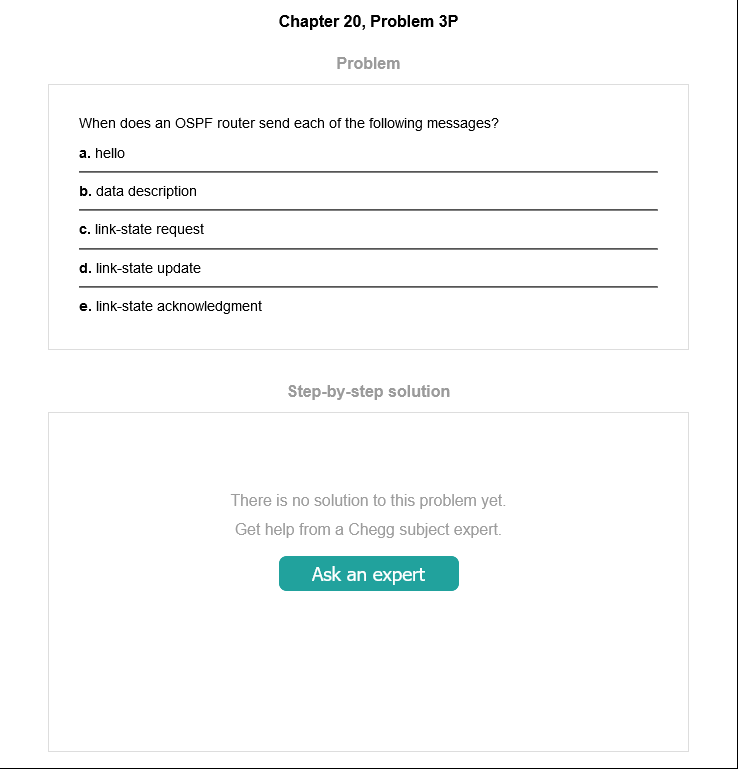 Chapter 20, Problem 3P
Problem
When does an OSPF router send each of the following messages?
a. hello
b. data description
c. link-state request
d. link-state update
e. link-state acknowledgment
Step-by-step solution
There is no solution to this problem yet.
Get help from a Chegg subject expert.
Ask an expert